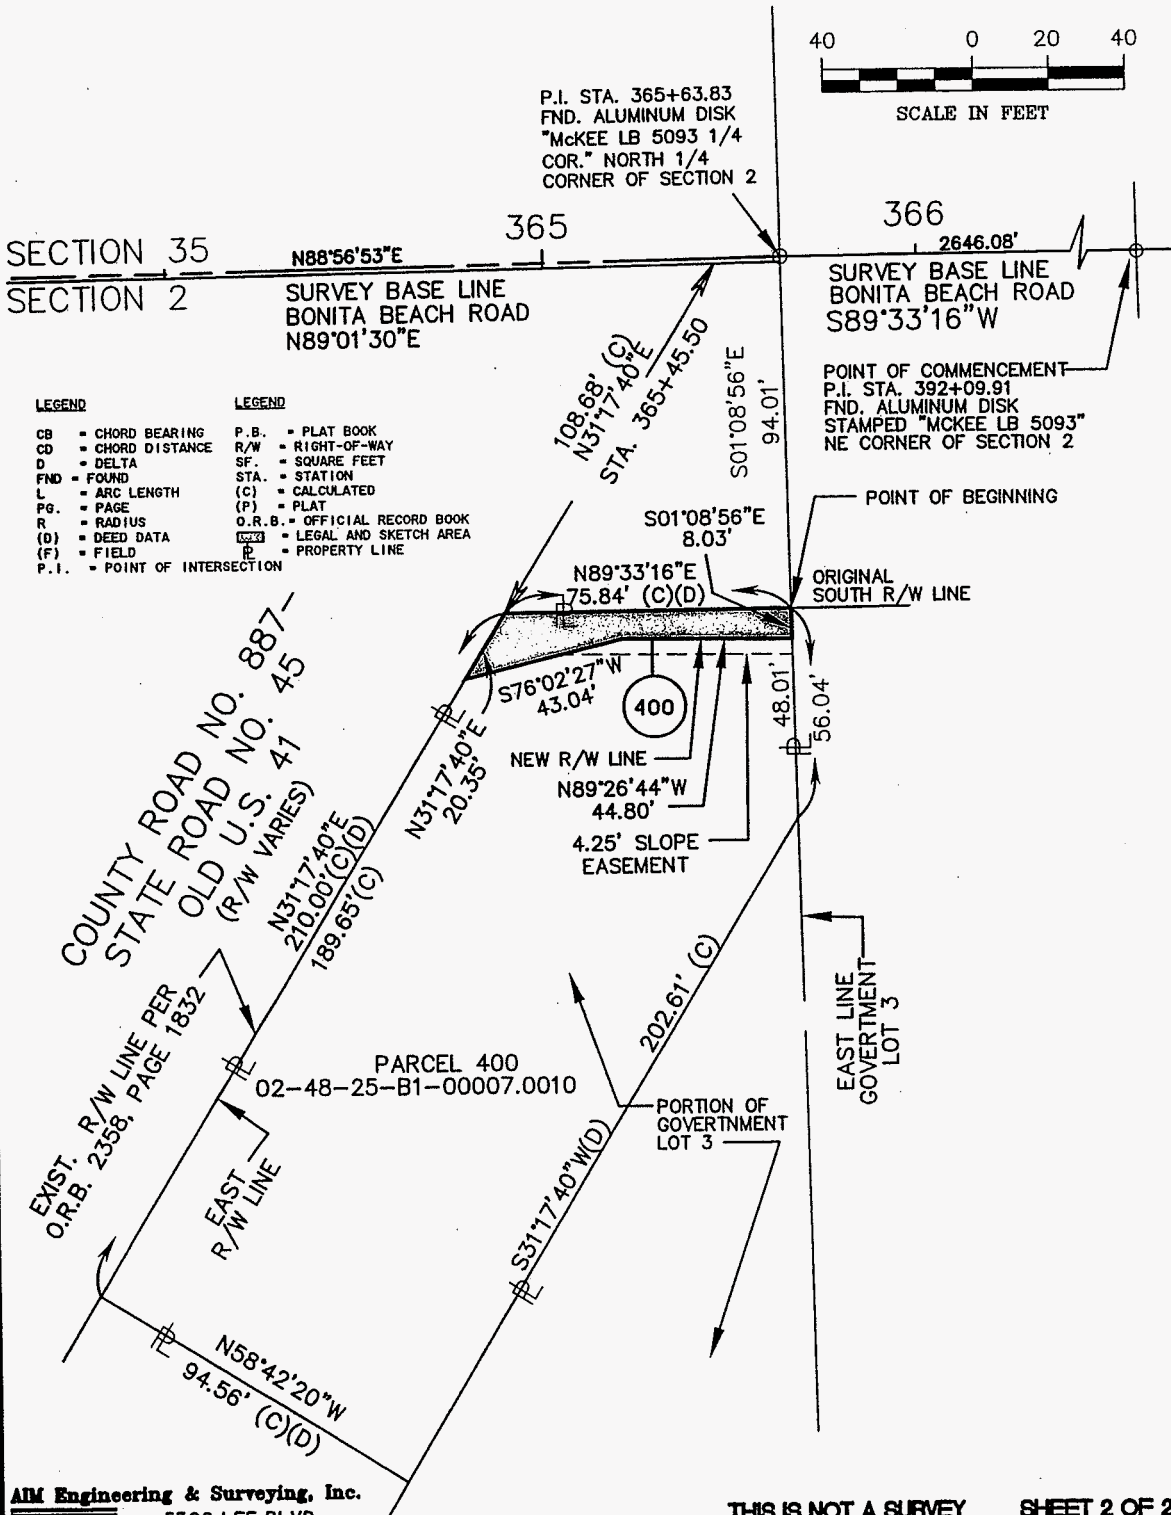 40 0 20 40
SCALE IN FEET
P.I. STA. 365+63.83
FND. ALUMINUM DISK
"McKEE LB 5093 1/4
COR." NORTH 1/4
CORNER OF SECTION 2
SECTION 35
SECTION 2
N88°56'53"E
365
366
2646.08'
SURVEY BASE LINE
BONITA BEACH ROAD
N89°01'30"E
SURVEY BASE LINE
BONITA BEACH ROAD
S89°33'16"W
POINT OF COMMENCEMENT
P.I. STA. 392+09.91
FND. ALUMINUM DISK
STAMPED "MCKEE LB 5093"
NE CORNER OF SECTION 2
108.68' (C)
N31°17'40"E
STA. 365+45.50
S01°08'56"E
94.01'
LEGEND
CB = CHORD BEARING
CD = CHORD DISTANCE
D = DELTA
FND = FOUND
L = ARC LENGTH
PG. = PAGE
R = RADIUS
(D) = DEED DATA
(F) = FIELD
P.I. = POINT OF INTERSECTION
LEGEND
P.B. = PLAT BOOK
R/W = RIGHT-OF-WAY
SF. = SQUARE FEET
STA. = STATION
(C) = CALCULATED
(P) = PLAT
O.R.B. = OFFICIAL RECORD BOOK
= LEGAL AND SKETCH AREA
PL = PROPERTY LINE
POINT OF BEGINNING
S01°08'56"E
8.03'
N89°33'16"E
75.84' (C)(D)
PL
ORIGINAL
SOUTH R/W LINE
S76°02'27"W
43.04'
400
48.01'
56.04'
PL
PL
NEW R/W LINE
N89°26'44"W
44.80'
4.25' SLOPE
EASEMENT
N31°17'40"E
20.35'
COUNTY ROAD NO. 887
STATE ROAD NO. 45
OLD U.S. 41
(R/W VARIES)
N31°17'40"E
210.00'(C)(D)
189.65'(C)
EXIST. R/W LINE PER
O.R.B. 2358, PAGE 1832
PL
EAST
R/W LINE
PARCEL 400
02-48-25-B1-00007.0010
202.61' (C)
S31°17'40"W(D)
PL
EAST LINE
GOVERTMENT
LOT 3
PORTION OF
GOVERTNMENT
LOT 3
PL
N58°42'20"W
94.56' (C)(D)
AIM Engineering & Surveying, Inc.
THIS IS NOT A SURVEY
SHEET 2 OF 2